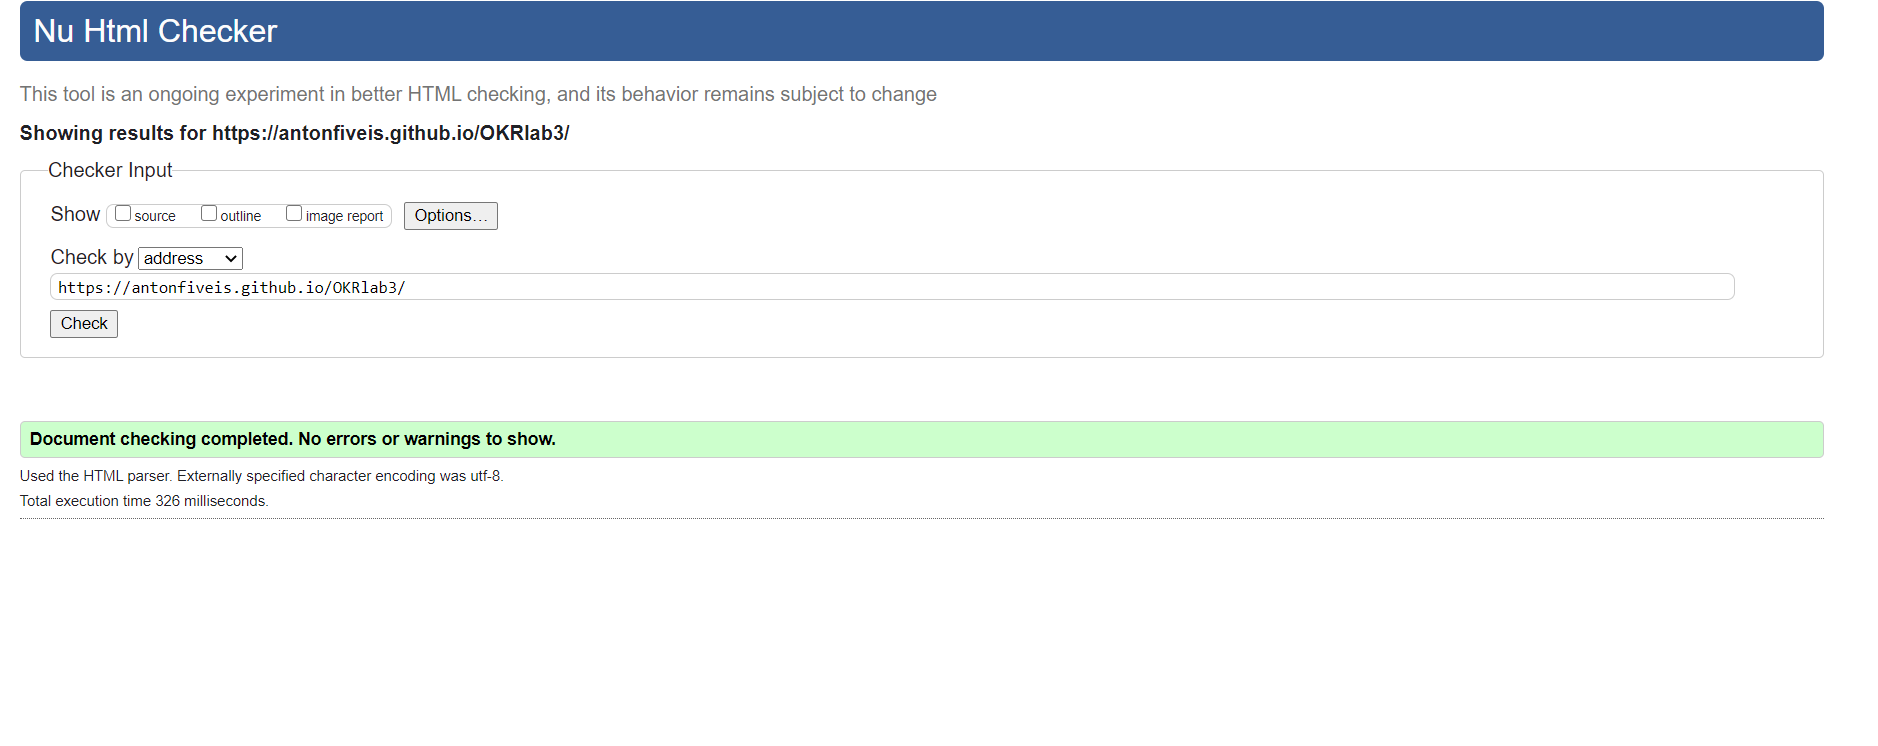 Nu Html Checker
This tool is an ongoing experiment in better HTML checking, and its behavior remains subject to change
Showing results for https://antonfiveis.github.io/OKRlab3/
Checker Input
Show source outline image report Options...
Check by address
https://antonfiveis.github.io/OKRlab3/
Check
Document checking completed. No errors or warnings to show.
Used the HTML parser. Externally specified character encoding was utf-8.
Total execution time 326 milliseconds.